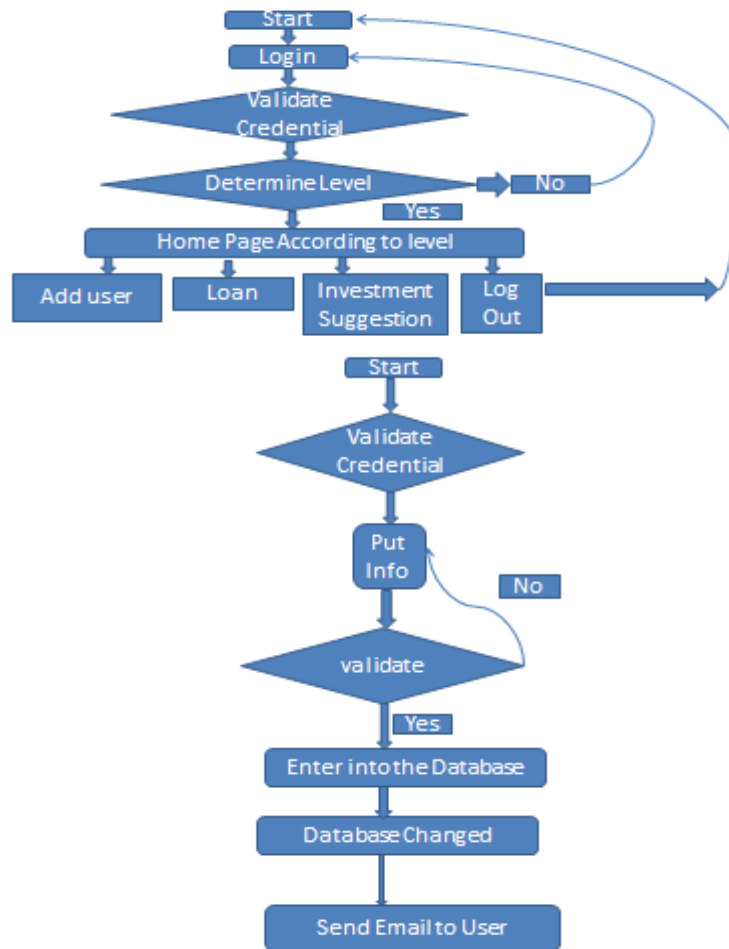 Start
Login
Validate
Credential
Determine Level
No
Yes
Home Page According to level
Add user
Loan
Investment
Suggestion
Log
Out
Start
Validate
Credential
Put
Info
No
validate
Yes
Enter into the Database
Database Changed
Send Email to User